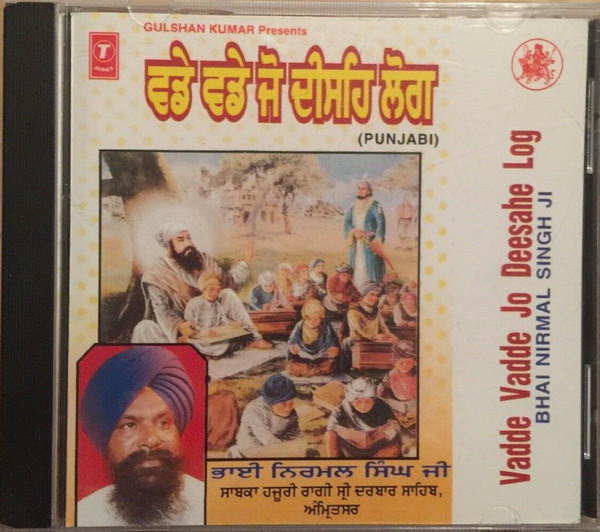 GULSHAN KUMAR Presents
T
SERIES
ਵਡੇ ਵਡੇ ਜੋ ਦੀਸਹਿ ਲੋਗ
(PUNJABI)
Vadde Vadde Jo Deesahe Log
BHAI NIRMAL SINGH JI
ਭਾਈ ਨਿਰਮਲ ਸਿੰਘ ਜੀ
ਸਾਬਕਾ ਹਜੂਰੀ ਰਾਗੀ ਸ੍ਰੀ ਦਰਬਾਰ ਸਾਹਿਬ,
ਅੰਮ੍ਰਿਤਸਰ